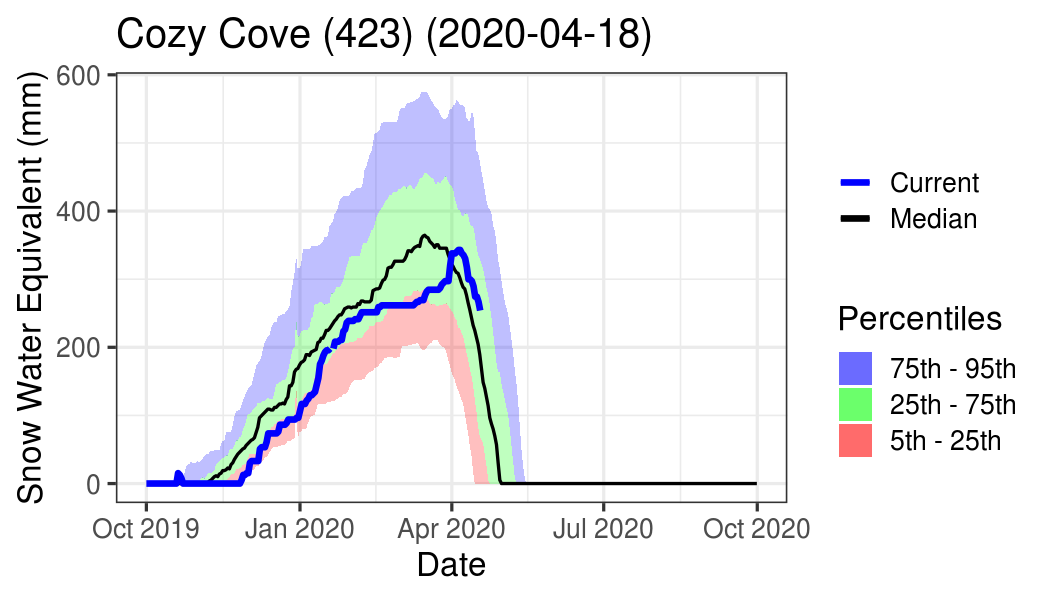 Cozy Cove (423) (2020-04-18)
Snow Water Equivalent (mm)
600
400
200
0
Oct 2019 Jan 2020 Apr 2020 Jul 2020 Oct 2020
Date
Current
Median
Percentiles
75th - 95th
25th - 75th
5th - 25th